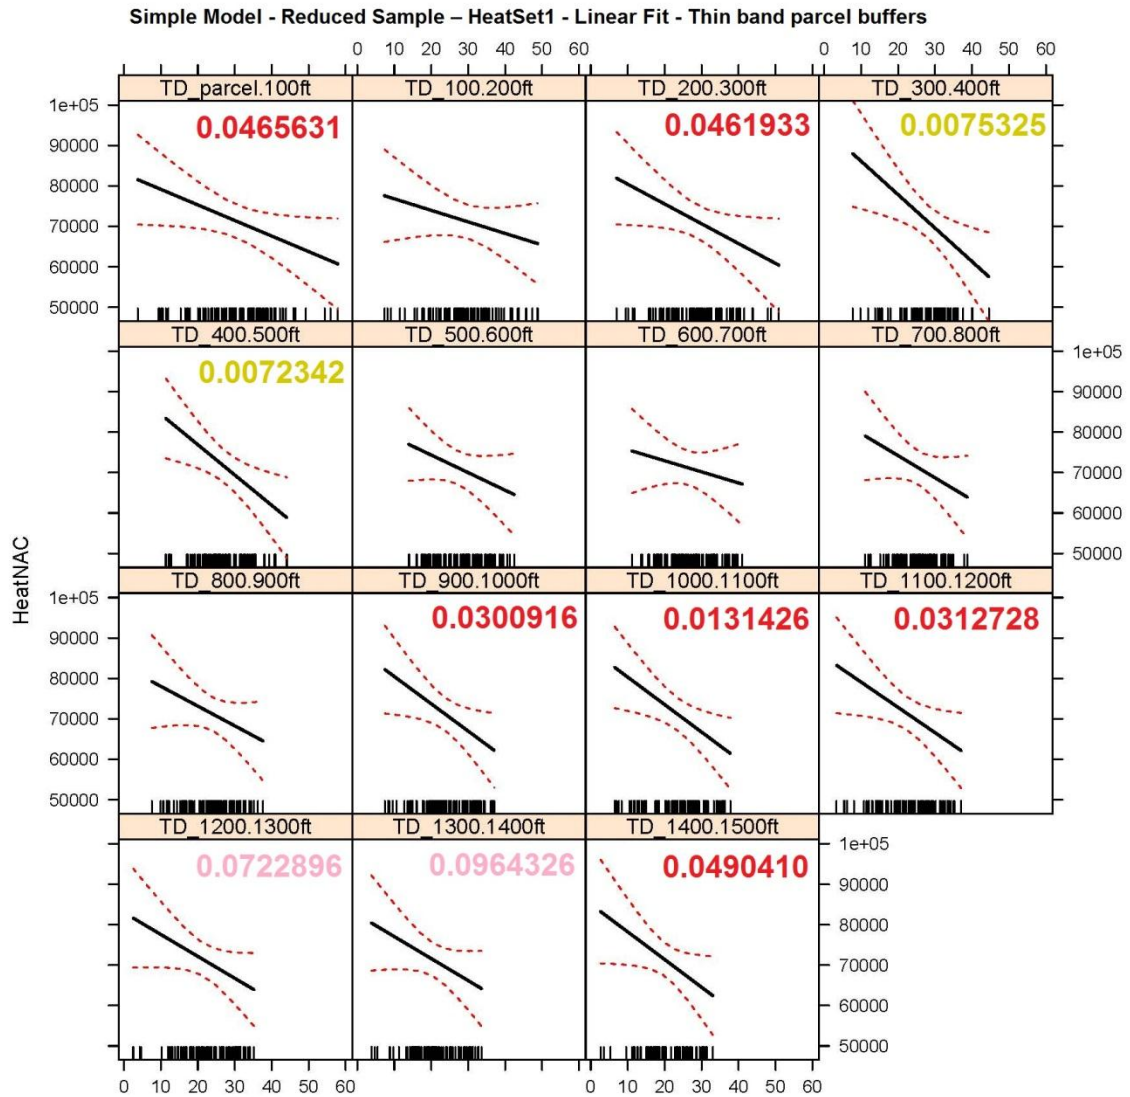 Simple Model - Reduced Sample – HeatSet1 - Linear Fit - Thin band parcel buffers
0 10 20 30 40 50 60 0 10 20 30 40 50 60
TD_parcel.100ft TD_100.200ft TD_200.300ft TD_300.400ft
0.0465631 0.0461933 0.0075325
1e+05
90000
80000
70000
60000
50000
TD_400.500ft TD_500.600ft TD_600.700ft TD_700.800ft
0.0072342
1e+05
90000
80000
70000
60000
50000
HeatNAC
TD_800.900ft TD_900.1000ft TD_1000.1100ft TD_1100.1200ft
0.0300916 0.0131426 0.0312728
1e+05
90000
80000
70000
60000
50000
TD_1200.1300ft TD_1300.1400ft TD_1400.1500ft
0.0722896 0.0964326 0.0490410
1e+05
90000
80000
70000
60000
50000
0 10 20 30 40 50 60 0 10 20 30 40 50 60